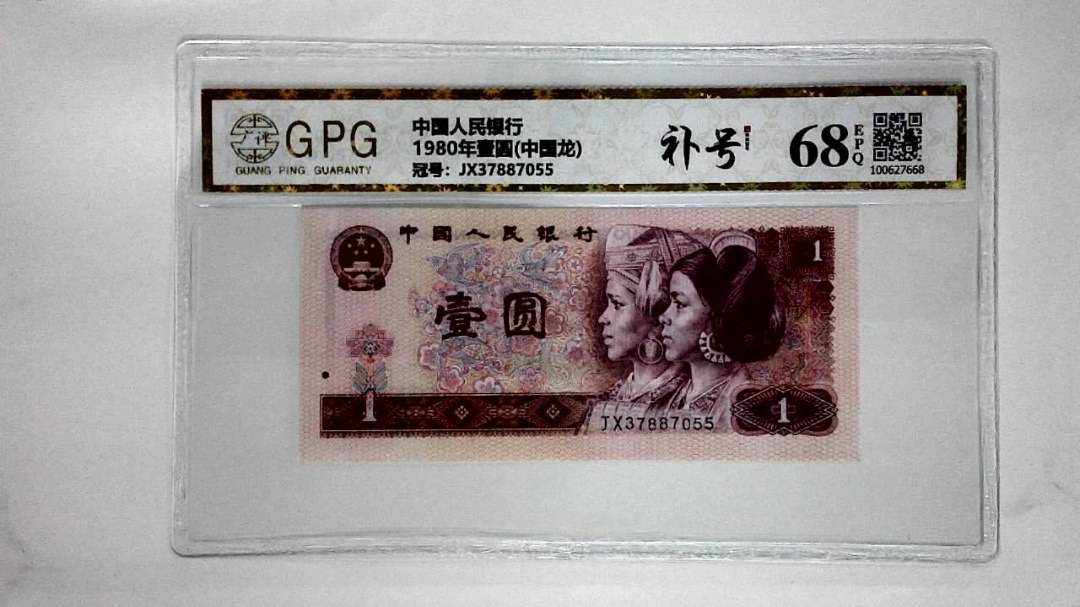 GPG
GUANG PING GUARANTY
中国人民银行
1980年壹圆(中国龙)
冠号：JX37887055
补号
68
EPQ
100627668
中國人民銀行
1
壹圆
1
JX37887055
1